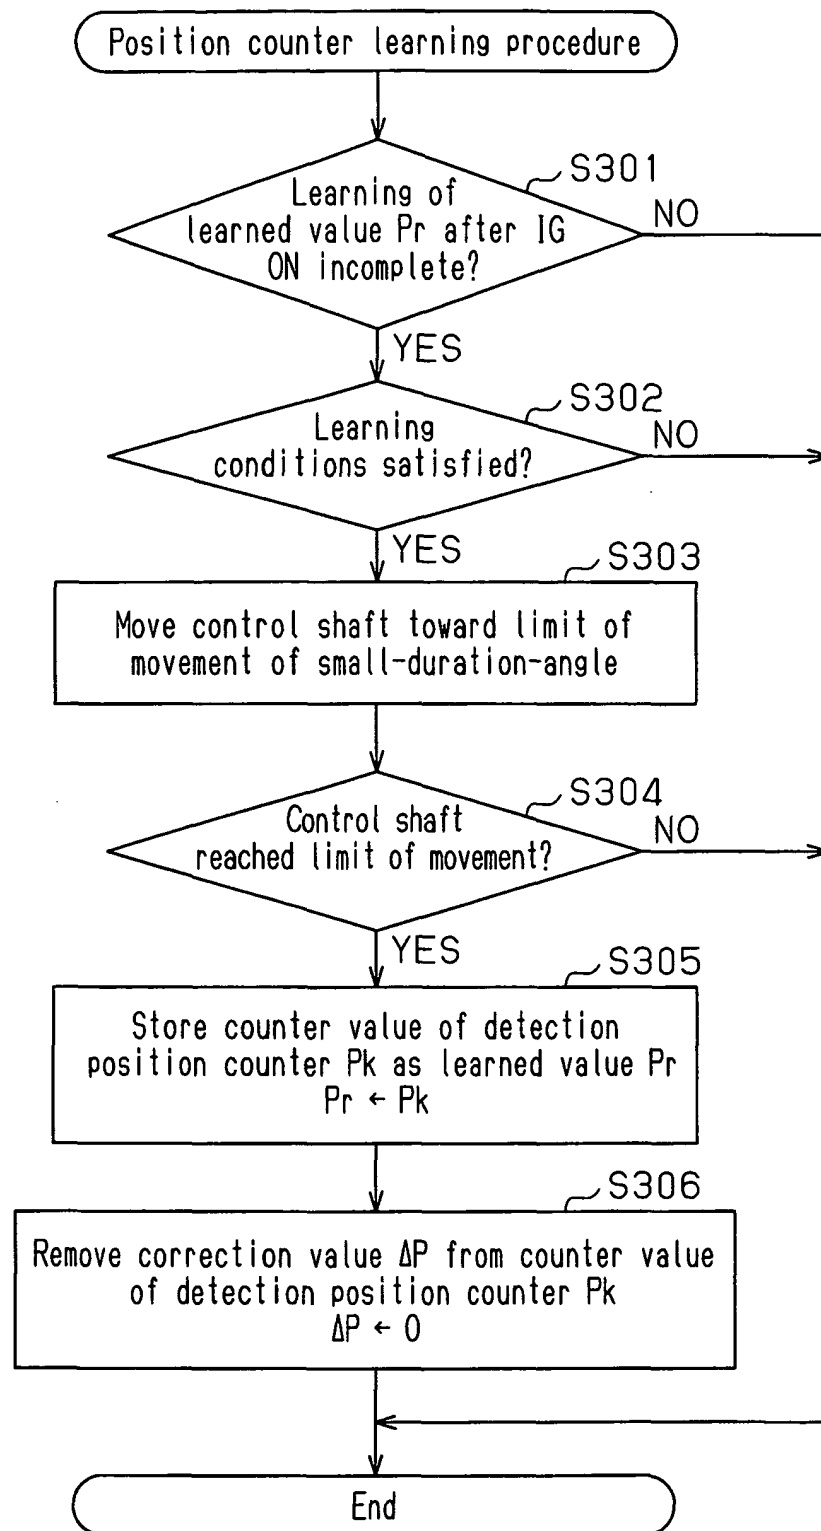 Position counter learning procedure
S301
Learning of
learned value Pr after IG
ON incomplete?
NO
YES
S302
Learning
conditions satisfied?
NO
YES
S303
Move control shaft toward limit of
movement of small-duration-angle
S304
Control shaft
reached limit of movement?
NO
YES
S305
Store counter value of detection
position counter Pk as learned value Pr
Pr ← Pk
S306
Remove correction value ΔP from counter value
of detection position counter Pk
ΔP ← 0
End